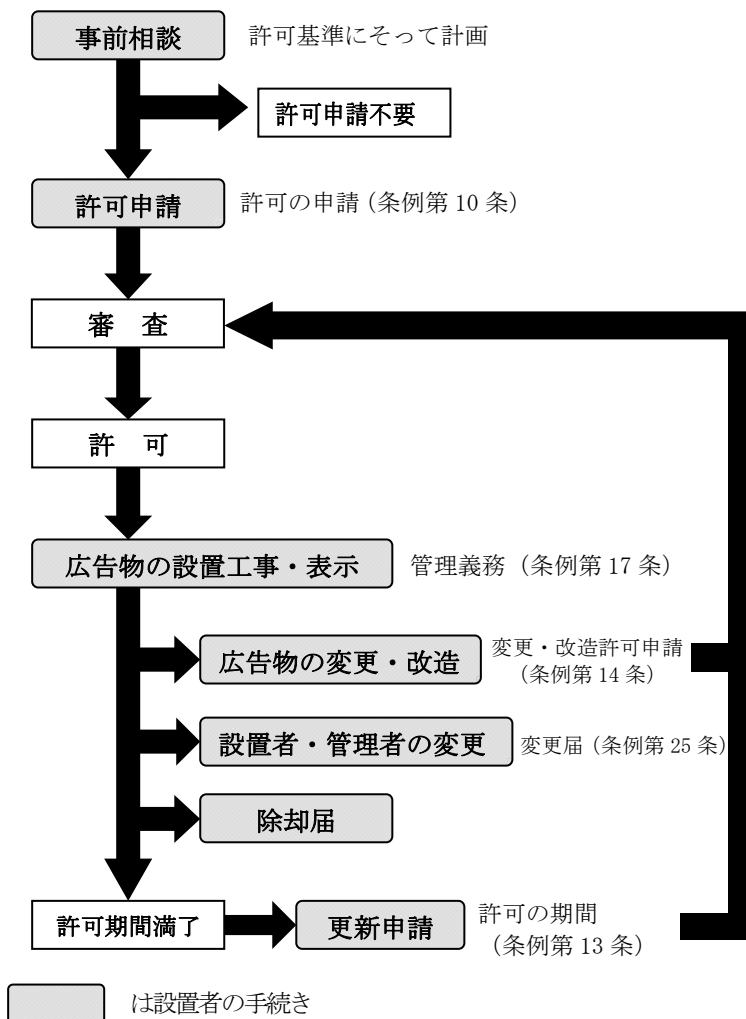 事前相談 許可基準にそって計画
許可申請不要
許可申請 許可の申請(条例第 10 条)
審 査
許 可
広告物の設置工事・表示 管理義務(条例第 17 条)
広告物の変更・改造 変更・改造許可申請
(条例第 14 条)
設置者・管理者の変更 変更届(条例第 25 条)
除却届
許可期間満了 更新申請 許可の期間
(条例第 13 条)
は設置者の手続き